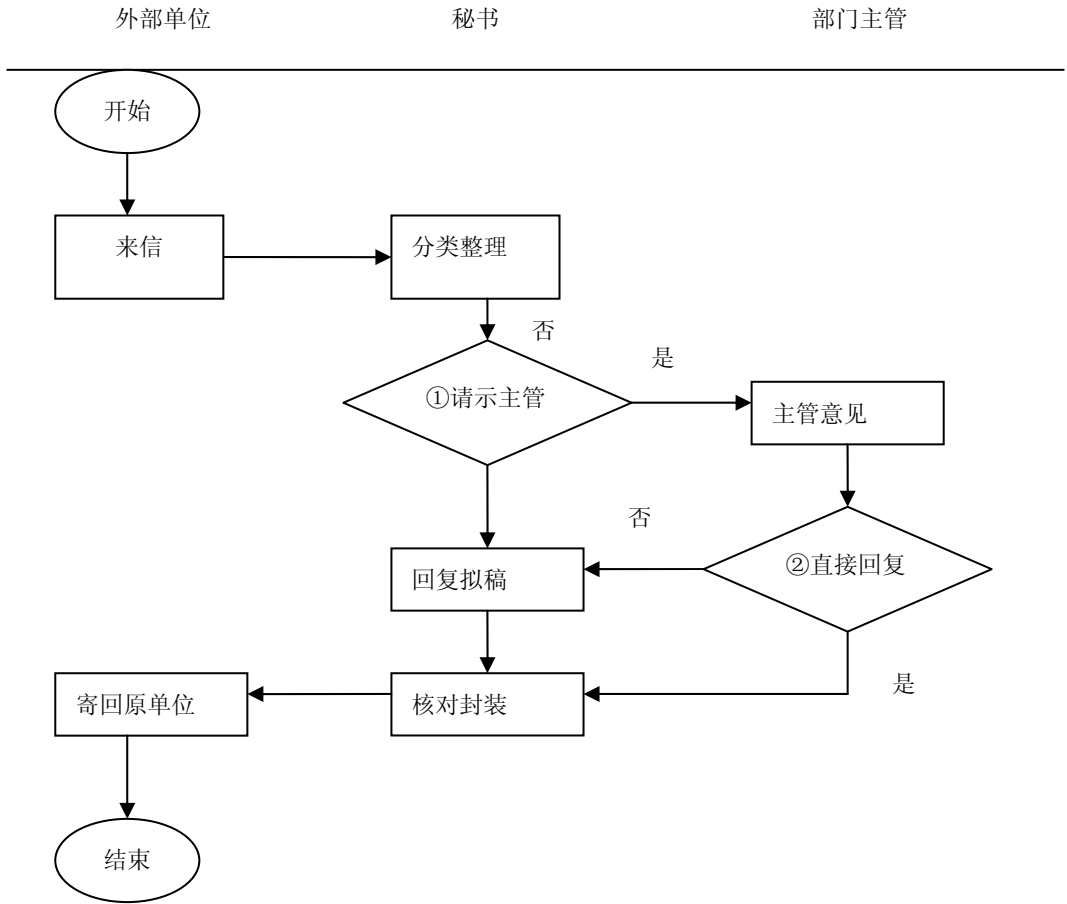 外部单位
秘书
部门主管
开始
来信
分类整理
否
是
①请示主管
主管意见
否
②直接回复
回复拟稿
是
寄回原单位
核对封装
结束